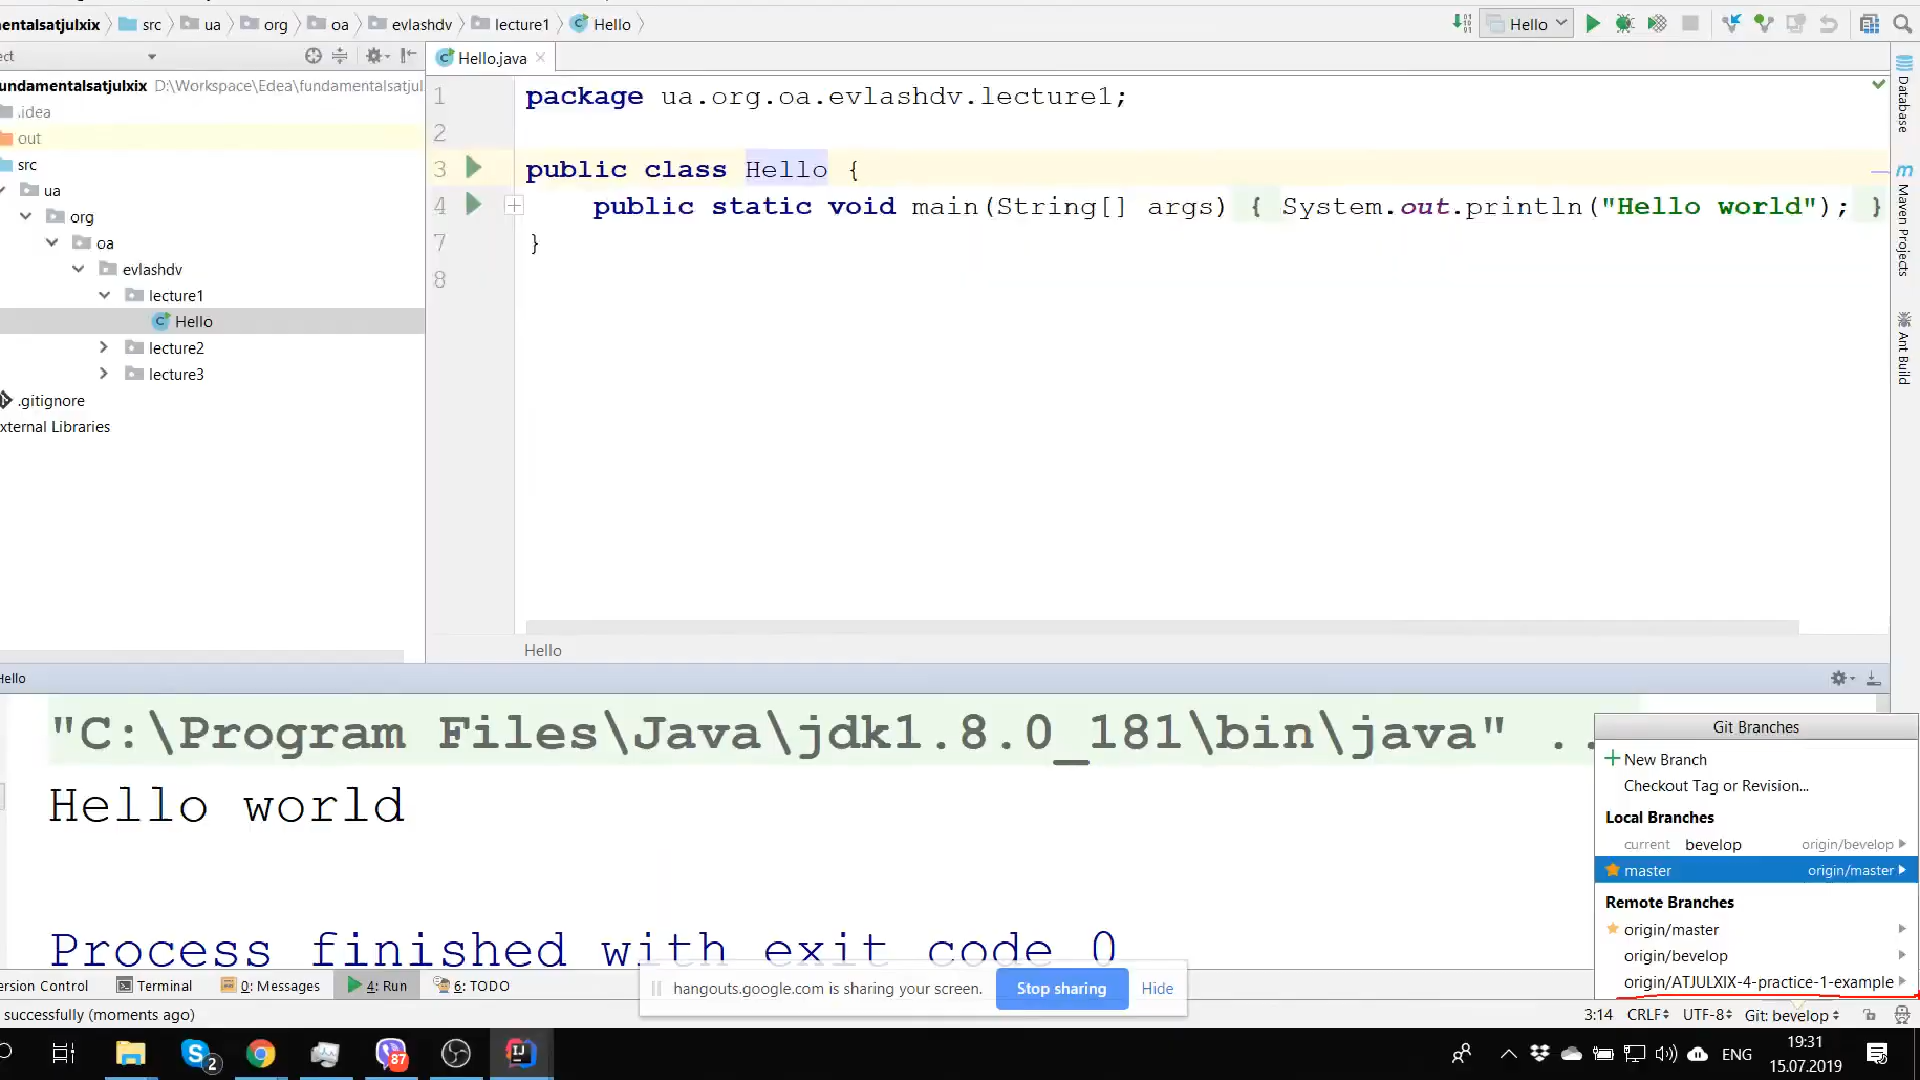 entalsatjulxix src ua org oa evlashdv lecture1 Hello Hello
ect Hello.java
undamentalsatjulxix D:\Workspace\Edea\fundamentalsatjul
.idea
out
src
ua
org
oa
evlashdv
lecture1
Hello
lecture2
lecture3
.gitignore
xternal Libraries
1 package ua.org.oa.evlashdv.lecture1;
2
3 public class Hello {
4 public static void main(String[] args) { System.out.println("Hello world"); }
7 }
8
Hello
Database
m Maven Projects
Ant Build
Hello
"C:\Program Files\Java\jdk1.8.0_181\bin\java" ..
Hello world
Process finished with exit code 0
Git Branches
New Branch
Checkout Tag or Revision...
Local Branches
current bevelop origin/bevelop
master origin/master
Remote Branches
origin/master
origin/bevelop
origin/ATJULXIX-4-practice-1-example
ersion Control Terminal 0: Messages 4: Run 6: TODO
hangouts.google.com is sharing your screen. Stop sharing Hide
successfully (moments ago) 3:14 CRLF UTF-8 Git: bevelop
2 87 IJ ENG 19:31
15.07.2019